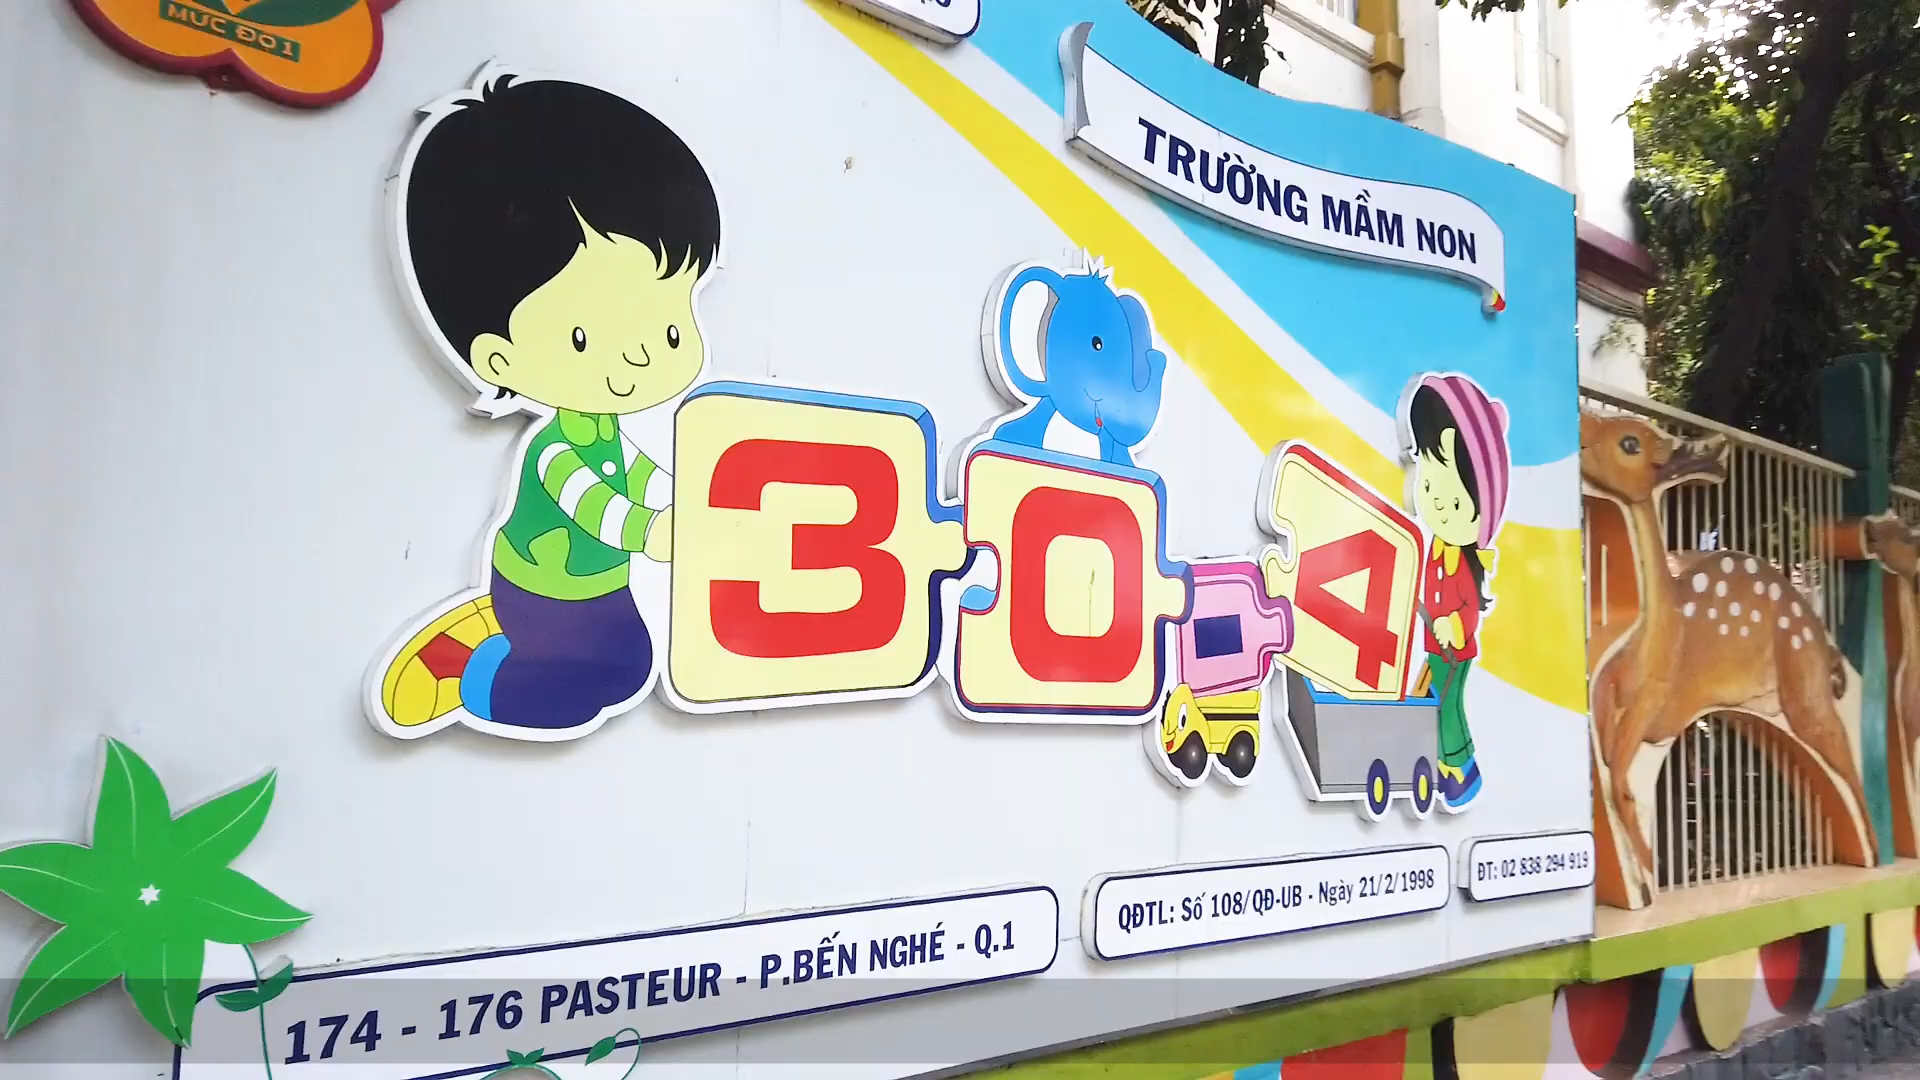 MỨC ĐỘ 1
TRƯỜNG MẦM NON
30-4
174 - 176 PASTEUR - P.BẾN NGHÉ - Q.1
QĐTL: Số 108/QĐ-UB - Ngày 21/2/1998
ĐT: 02 838 294 919